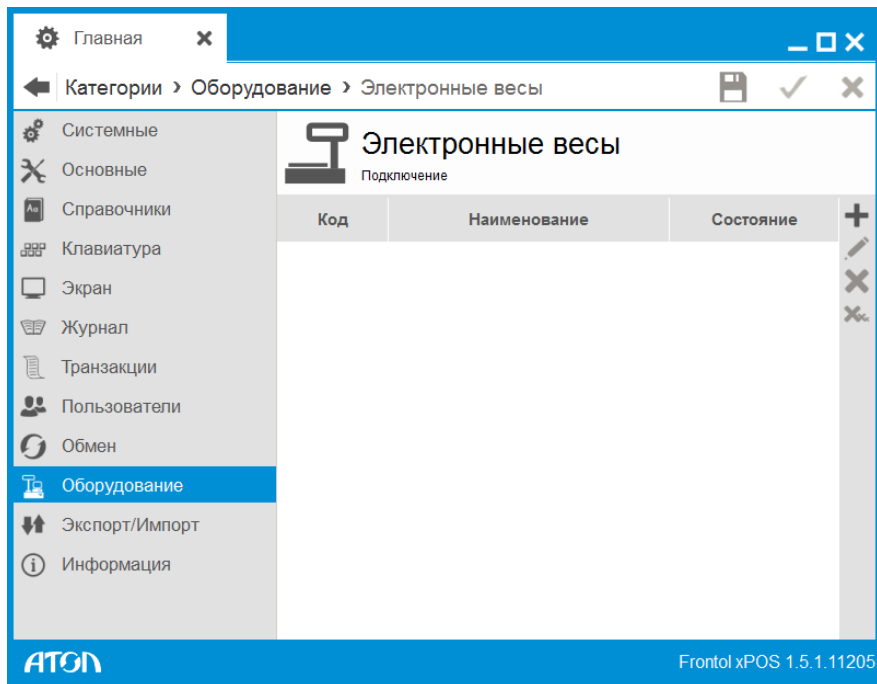 Главная
Категории › Оборудование › Электронные весы
Системные
Основные
Справочники
Клавиатура
Экран
Журнал
Транзакции
Пользователи
Обмен
Оборудование
Экспорт/Импорт
Информация
Электронные весы
Подключение
Код Наименование Состояние
АТОЛ Frontol xPOS 1.5.1.11205